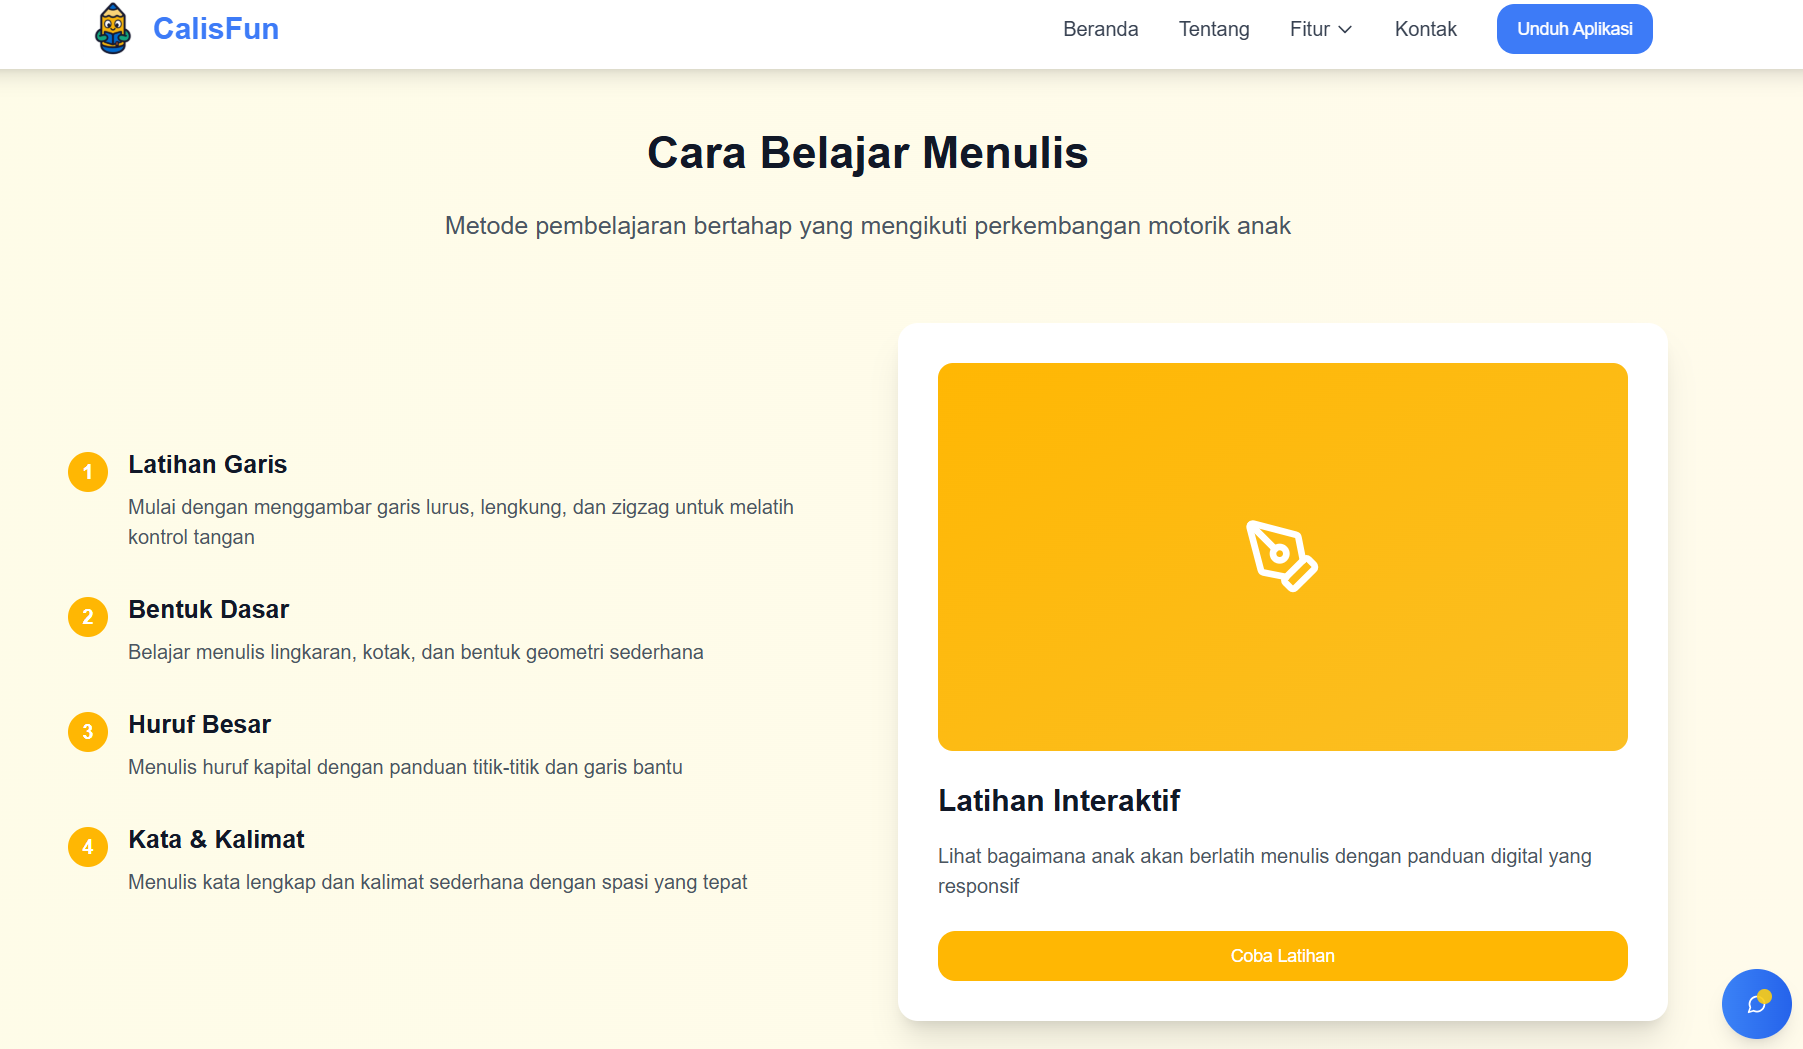 CalisFun
Beranda
Tentang
Fitur
Kontak
Unduh Aplikasi
Cara Belajar Menulis
Metode pembelajaran bertahap yang mengikuti perkembangan motorik anak
1
Latihan Garis
Mulai dengan menggambar garis lurus, lengkung, dan zigzag untuk melatih
kontrol tangan
2
Bentuk Dasar
Belajar menulis lingkaran, kotak, dan bentuk geometri sederhana
3
Huruf Besar
Menulis huruf kapital dengan panduan titik-titik dan garis bantu
4
Kata & Kalimat
Menulis kata lengkap dan kalimat sederhana dengan spasi yang tepat
Latihan Interaktif
Lihat bagaimana anak akan berlatih menulis dengan panduan digital yang
responsif
Coba Latihan